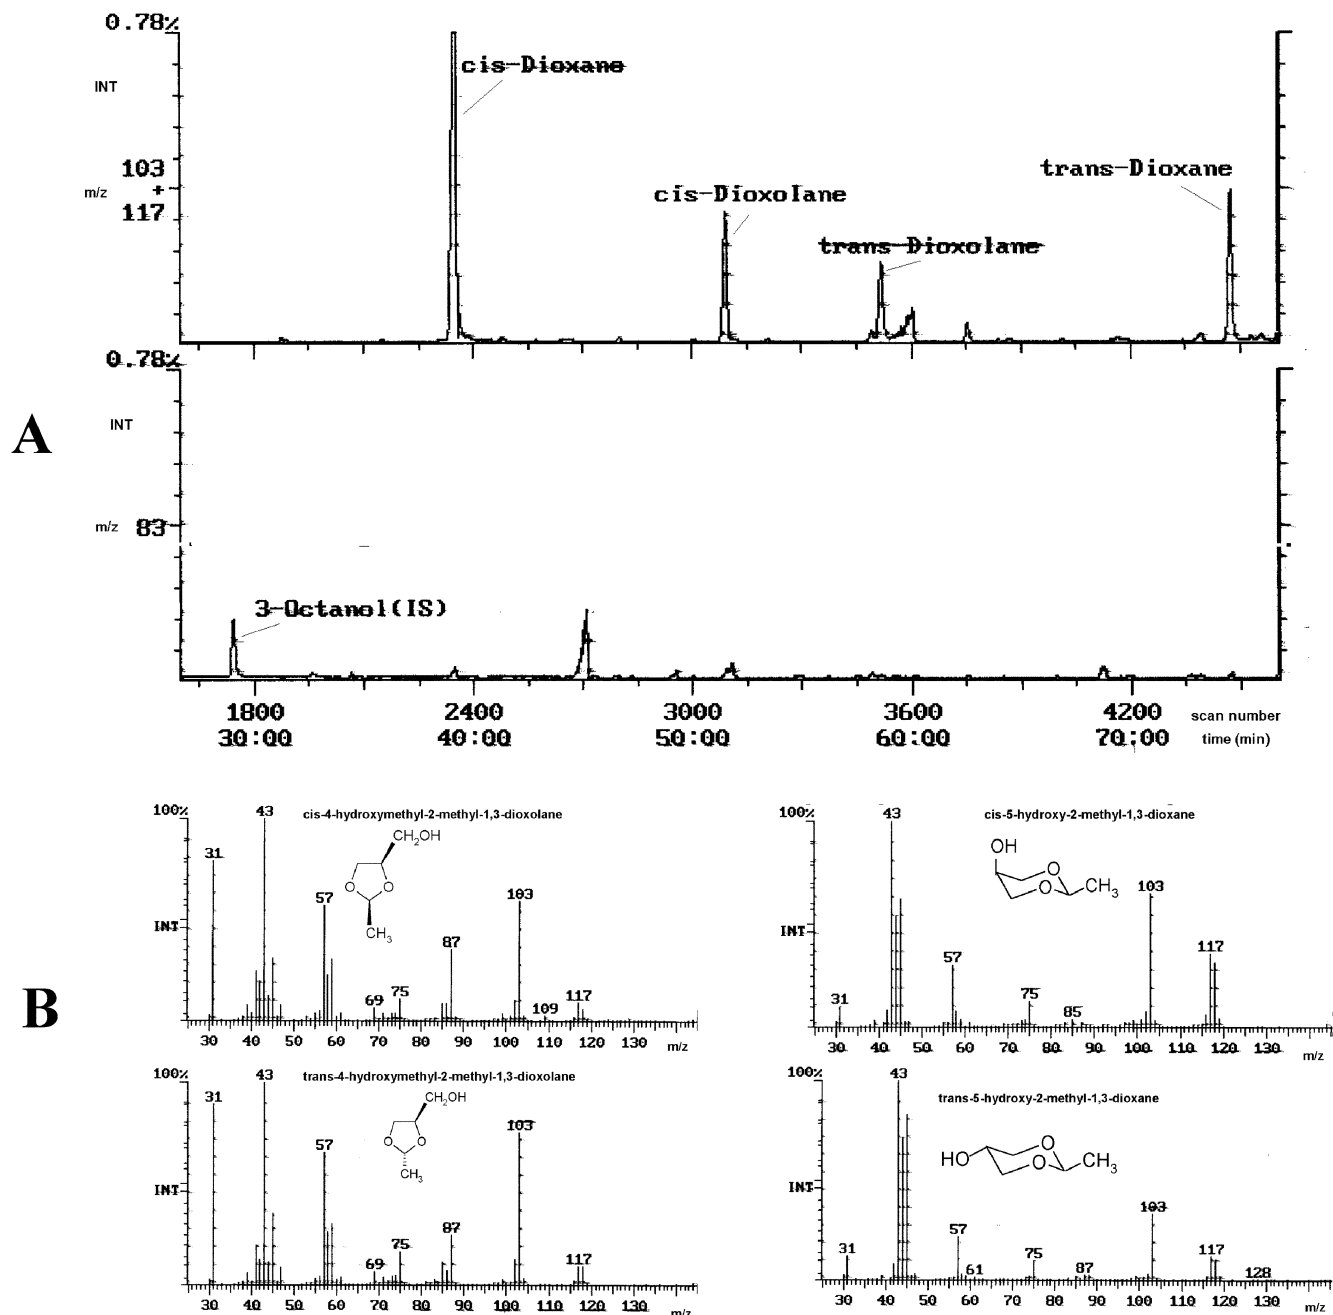 0.78%
INT
cis-Dioxane
103
m/z +
117
cis-Dioxolane
trans-Dioxolane
trans-Dioxane
0.78%
A
INT
m/z 83
3-Octanol(IS)
1800 2400 3000 3600 4200 scan number
30:00 40:00 50:00 60:00 70:00 time (min)
B
100% 43 cis-4-hydroxymethyl-2-methyl-1,3-dioxolane
CH2OH
31
57
103
O O
INT
CH3
87
69 75
109 117
30 40 50 60 70 80 90 100 110 120 130 m/z
100% 43 cis-5-hydroxy-2-methyl-1,3-dioxane
OH
O
O CH3
103
INT
57
117
31
75
85
30 40 50 60 70 80 90 100 110 120 130 m/z
100% 43 trans-4-hydroxymethyl-2-methyl-1,3-dioxolane
31
CH2OH
103
57
O O
CH3
INT
87
75
69
117
30 40 50 60 70 80 90 100 110 120 130 m/z
100% 43
trans-5-hydroxy-2-methyl-1,3-dioxane
O
HO O CH3
INT
103
57
31
75
61
87
117
128
30 40 50 60 70 80 90 100 110 120 130 m/z